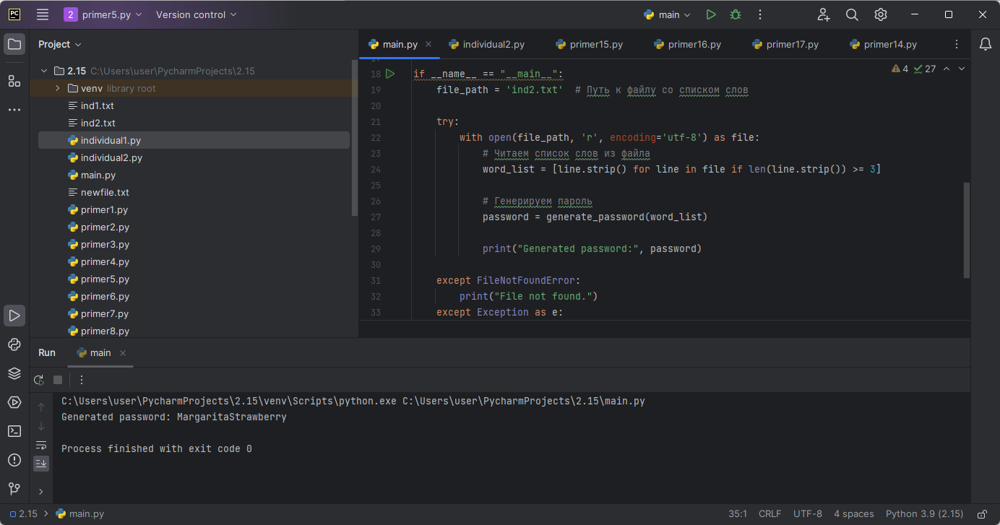 PC 2 primer5.py Version control main
Project
main.py individual2.py primer15.py primer16.py primer17.py primer14.py
2.15 C:\Users\user\PycharmProjects\2.15
venv library root
ind1.txt
ind2.txt
individual1.py
individual2.py
main.py
newfile.txt
primer1.py
primer2.py
primer3.py
primer4.py
primer5.py
primer6.py
primer7.py
primer8.py
4 27
18 if __name__ == "__main__":
19 file_path = 'ind2.txt' # Путь к файлу со списком слов
20
21 try:
22 with open(file_path, 'r', encoding='utf-8') as file:
23 # Читаем список слов из файла
24 word_list = [line.strip() for line in file if len(line.strip()) >= 3]
25
26 # Генерируем пароль
27 password = generate_password(word_list)
28
29 print("Generated password:", password)
30
31 except FileNotFoundError:
32 print("File not found.")
33 except Exception as e:
Run main
C:\Users\user\PycharmProjects\2.15\venv\Scripts\python.exe C:\Users\user\PycharmProjects\2.15\main.py
Generated password: MargaritaStrawberry
Process finished with exit code 0
2.15 main.py 35:1 CRLF UTF-8 4 spaces Python 3.9 (2.15)